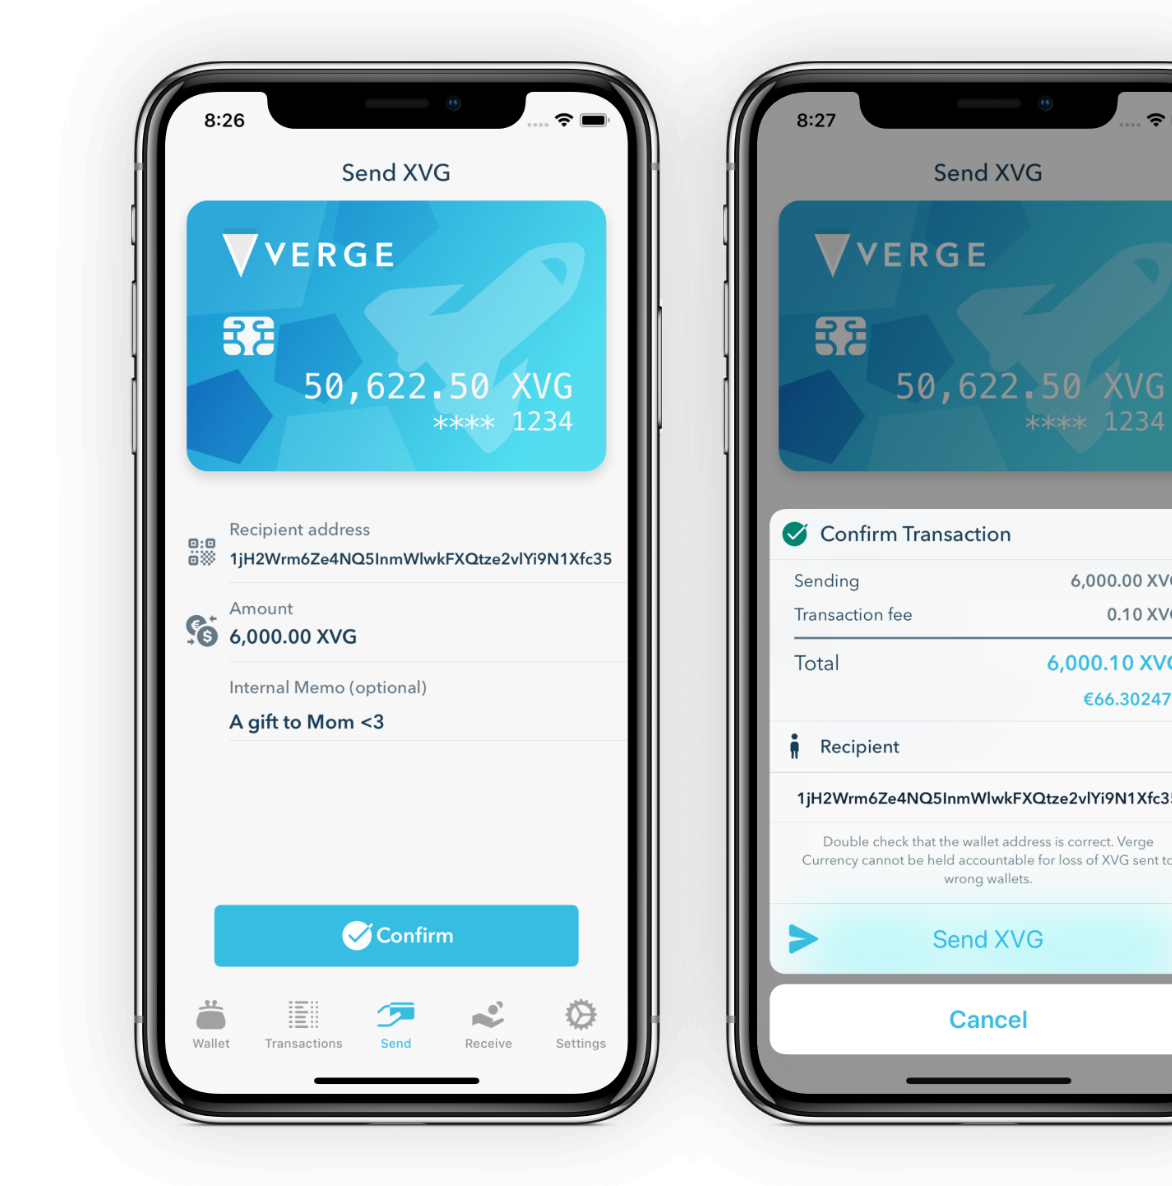 8:26
Send XVG
VERGE
50,622.50 XVG
**** 1234
Recipient address
1jH2Wrm6Ze4NQ5InmWlwkFXQtze2vlYi9N1Xfc35
Amount
6,000.00 XVG
Internal Memo (optional)
A gift to Mom <3
Confirm
Wallet
Transactions
Send
Receive
Settings
8:27
Send XVG
VERGE
50,622.50 XVG
**** 1234
Confirm Transaction
Sending 6,000.00 XVG
Transaction fee 0.10 XVG
Total 6,000.10 XVG
€66.30247
Recipient
1jH2Wrm6Ze4NQ5InmWlwkFXQtze2vlYi9N1Xfc35
Double check that the wallet address is correct. Verge
Currency cannot be held accountable for loss of XVG sent to
wrong wallets.
Send XVG
Cancel